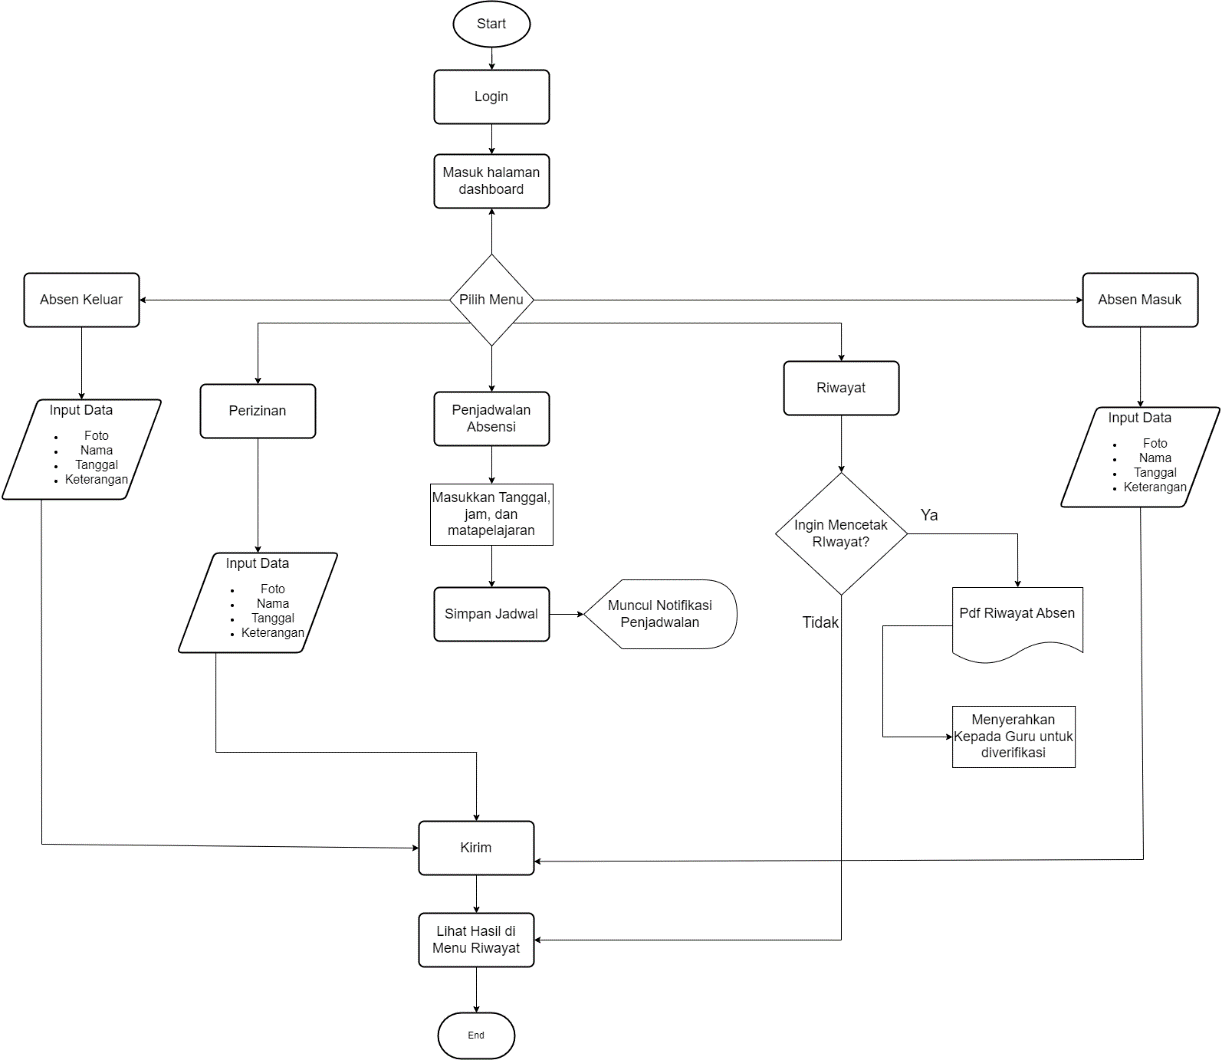 Start
Login
Masuk halaman
dashboard
Pilih Menu
Absen Keluar
Absen Masuk
Input Data
• Foto
• Nama
• Tanggal
• Keterangan
Perizinan
Input Data
• Foto
• Nama
• Tanggal
• Keterangan
Penjadwalan
Absensi
Masukkan Tanggal,
jam, dan
matapelajaran
Simpan Jadwal
Muncul Notifikasi
Penjadwalan
Riwayat
Ingin Mencetak
RIwayat?
Ya
Tidak
Pdf Riwayat Absen
Menyerahkan
Kepada Guru untuk
diverifikasi
Input Data
• Foto
• Nama
• Tanggal
• Keterangan
Kirim
Lihat Hasil di
Menu Riwayat
End